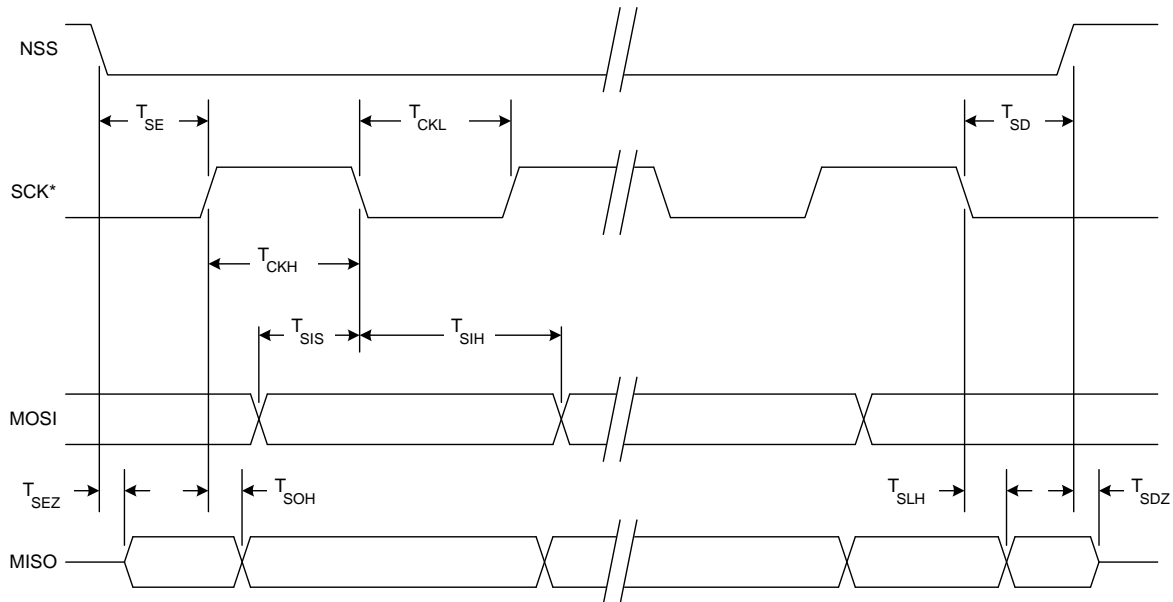 NSS
T_SE
T_CKL
T_SD
SCK*
T_CKH
T_SIS
T_SIH
MOSI
T_SEZ
T_SOH
T_SLH
T_SDZ
MISO